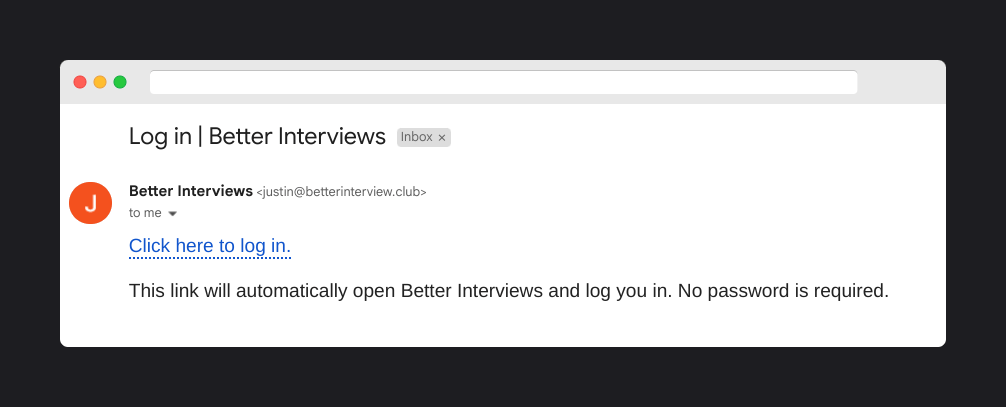 Log in | Better Interviews Inbox ×
J
Better Interviews <justin@betterinterview.club>
to me
Click here to log in.
This link will automatically open Better Interviews and log you in. No password is required.